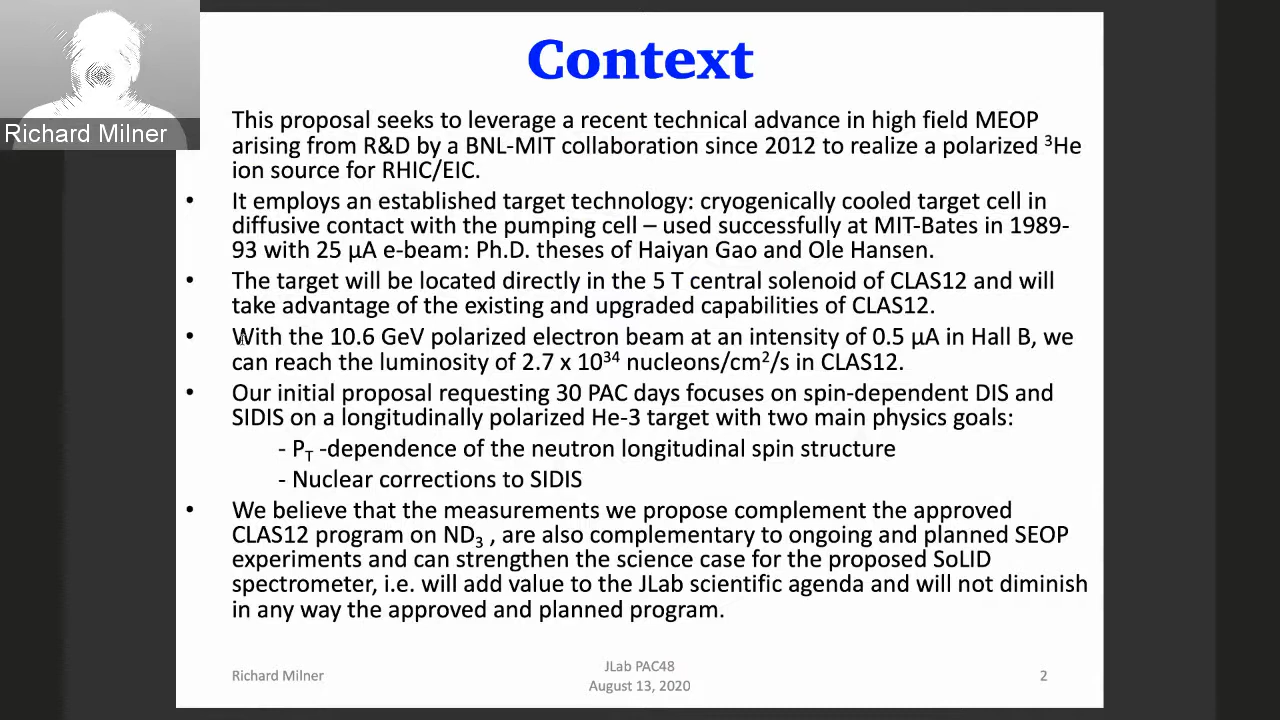 Context
Richard Milner
This proposal seeks to leverage a recent technical advance in high field MEOP
arising from R&D by a BNL-MIT collaboration since 2012 to realize a polarized ³He
ion source for RHIC/EIC.
• It employs an established target technology: cryogenically cooled target cell in
diffusive contact with the pumping cell – used successfully at MIT-Bates in 1989-
93 with 25 µA e-beam: Ph.D. theses of Haiyan Gao and Ole Hansen.
• The target will be located directly in the 5 T central solenoid of CLAS12 and will
take advantage of the existing and upgraded capabilities of CLAS12.
• With the 10.6 GeV polarized electron beam at an intensity of 0.5 µA in Hall B, we
can reach the luminosity of 2.7 x 10³⁴ nucleons/cm²/s in CLAS12.
• Our initial proposal requesting 30 PAC days focuses on spin-dependent DIS and
SIDIS on a longitudinally polarized He-3 target with two main physics goals:
- P_T -dependence of the neutron longitudinal spin structure
- Nuclear corrections to SIDIS
• We believe that the measurements we propose complement the approved
CLAS12 program on ND₃ , are also complementary to ongoing and planned SEOP
experiments and can strengthen the science case for the proposed SoLID
spectrometer, i.e. will add value to the JLab scientific agenda and will not diminish
in any way the approved and planned program.
Richard Milner
JLab PAC48
August 13, 2020
2